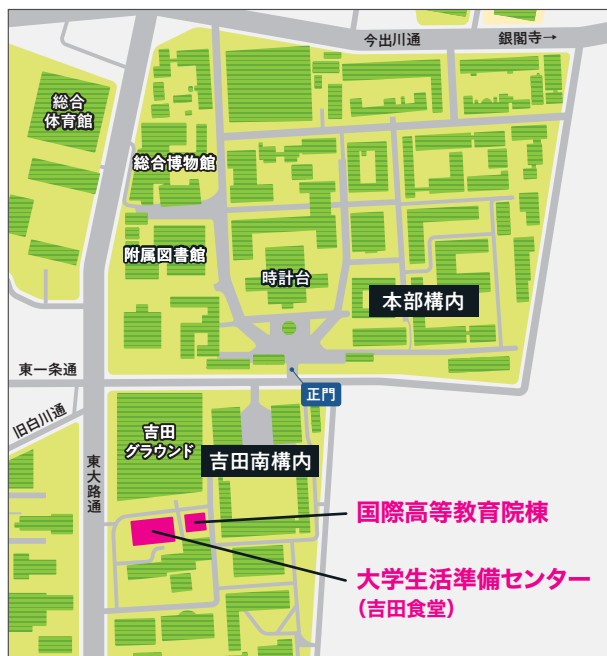 今出川通
銀閣寺→
総合
体育館
総合博物館
附属図書館
時計台
本部構内
東一条通
正門
旧白川通
吉田
グラウンド
吉田南構内
東大路通
国際高等教育院棟
大学生活準備センター
(吉田食堂)